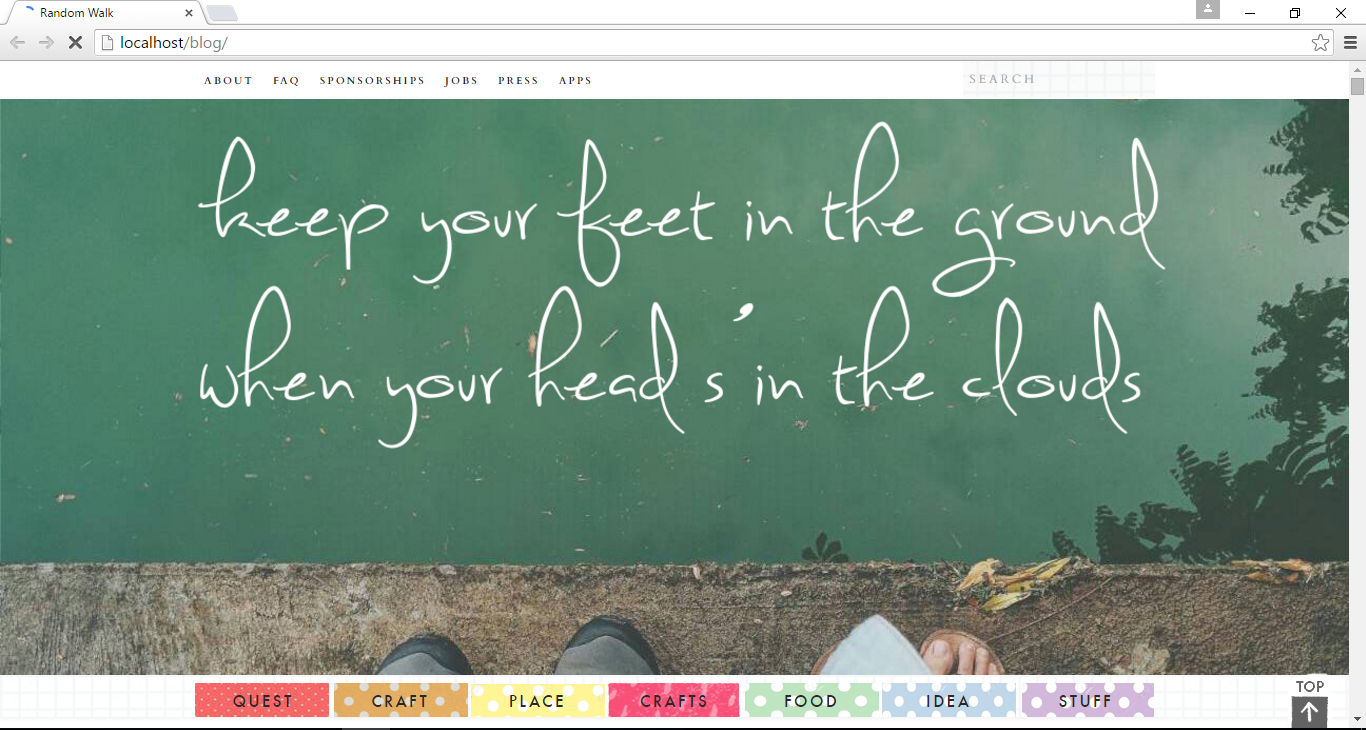 Random Walk
localhost/blog/
ABOUT FAQ SPONSORSHIPS JOBS PRESS APPS SEARCH
keep your feet in the ground
when your head's in the clouds
QUEST CRAFT PLACE CRAFTS FOOD IDEA STUFF
TOP